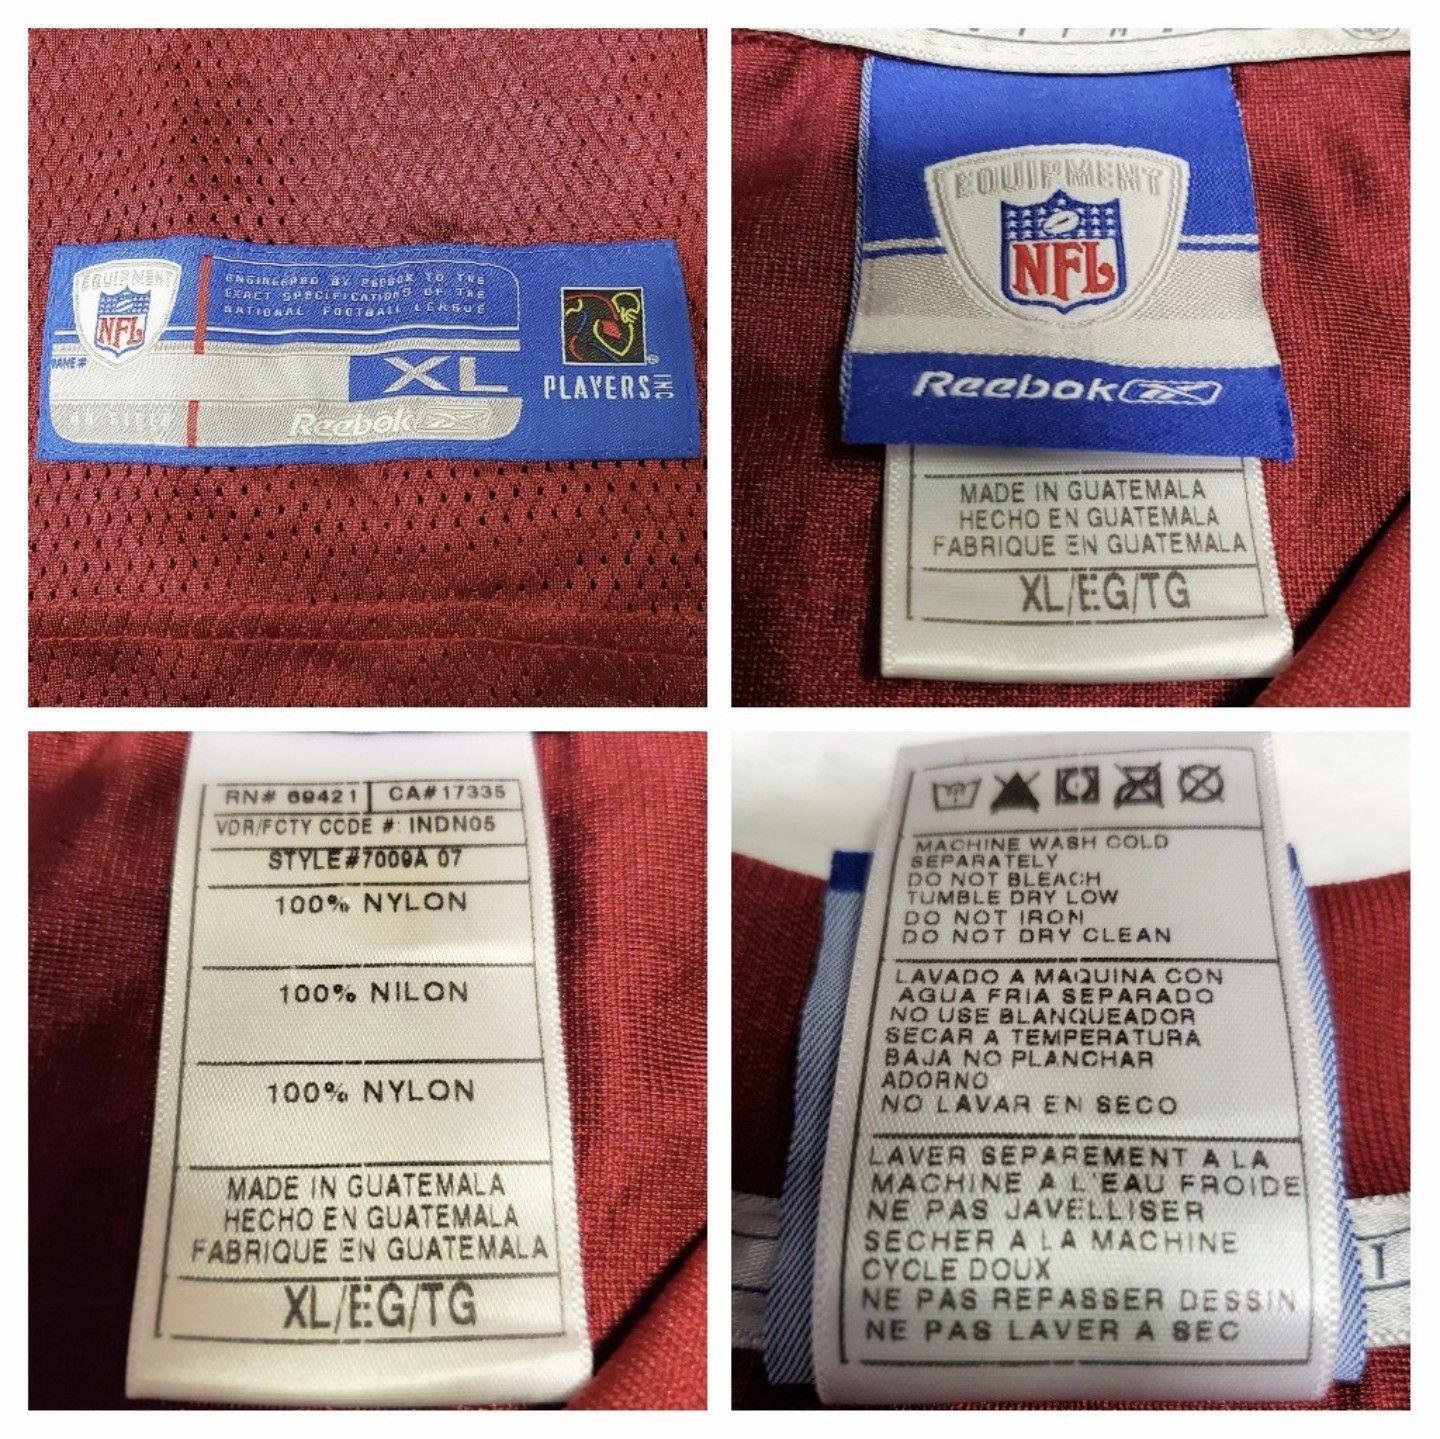 EQUIPMENT
NFL
ENGINEERED BY REEBOK TO THE
EXACT SPECIFICATIONS OF THE
NATIONAL FOOTBALL LEAGUE
NAME #
XL
Reebok
PLAYERS INC
EQUIPMENT
NFL
Reebok
MADE IN GUATEMALA
HECHO EN GUATEMALA
FABRIQUE EN GUATEMALA
XL/EG/TG
RN# 69421 CA#17335
VDR/FCTY CODE #: INDN05
STYLE#7009A 07
100% NYLON
100% NILON
100% NYLON
MADE IN GUATEMALA
HECHO EN GUATEMALA
FABRIQUE EN GUATEMALA
XL/EG/TG
MACHINE WASH COLD
SEPARATELY
DO NOT BLEACH
TUMBLE DRY LOW
DO NOT IRON
DO NOT DRY CLEAN
LAVADO A MAQUINA CON
AGUA FRIA SEPARADO
NO USE BLANQUEADOR
SECAR A TEMPERATURA
BAJA NO PLANCHAR
ADORNO
NO LAVAR EN SECO
LAVER SEPAREMENT A LA
MACHINE A L'EAU FROIDE
NE PAS JAVELLISER
SECHER A LA MACHINE
CYCLE DOUX
NE PAS REPASSER DESSIN
NE PAS LAVER A SEC